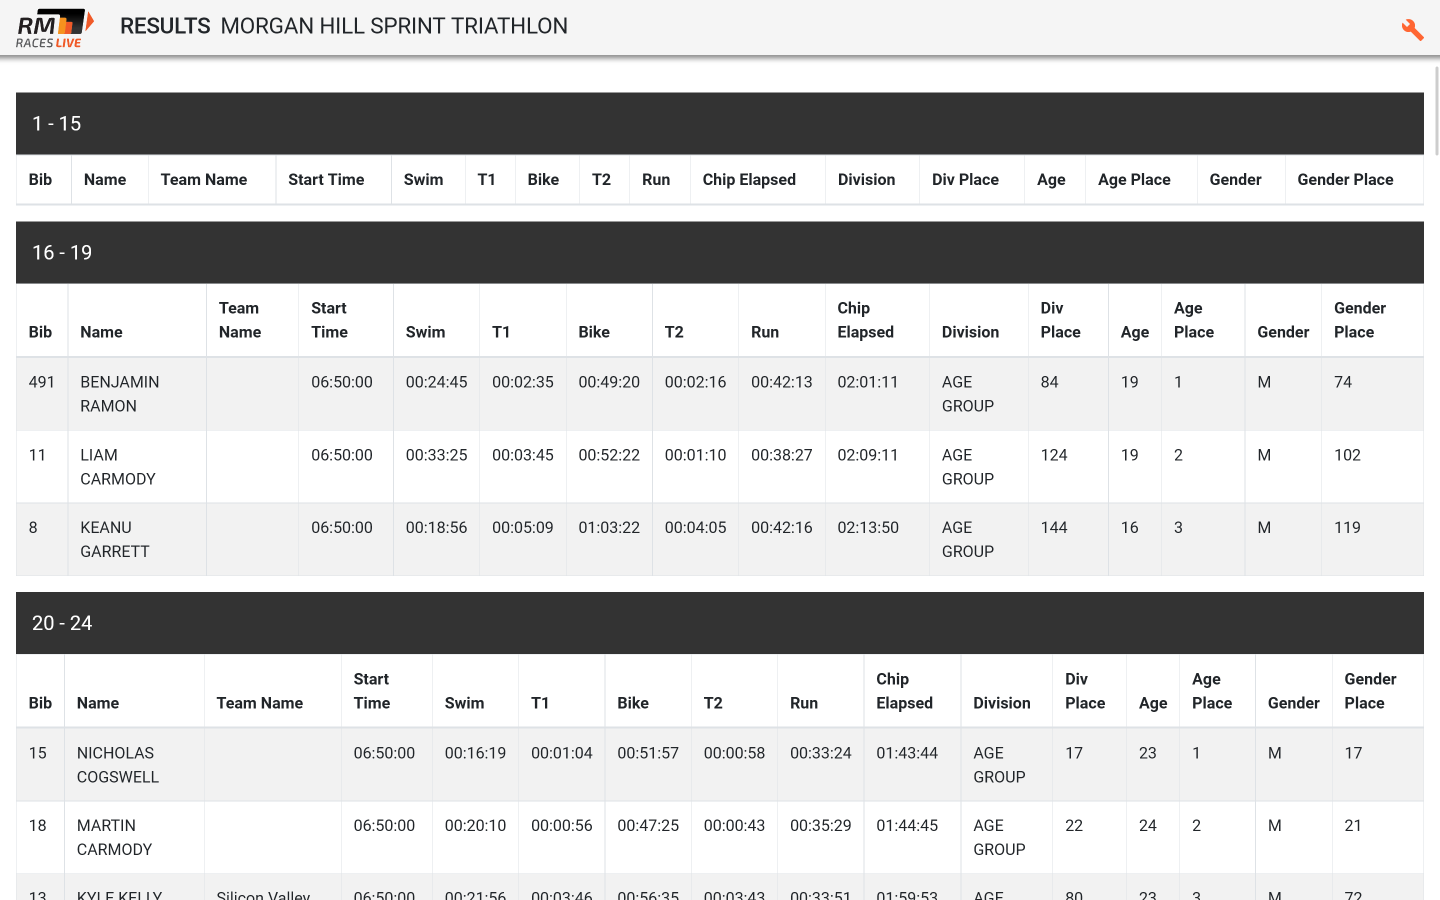 RM
RACES LIVE
RESULTS MORGAN HILL SPRINT TRIATHLON
1 - 15
Bib Name Team Name Start Time Swim T1 Bike T2 Run Chip Elapsed Division Div Place Age Age Place Gender Gender Place
16 - 19
Bib Name Team Name Start Time Swim T1 Bike T2 Run Chip Elapsed Division Div Place Age Age Place Gender Gender Place
491 BENJAMIN RAMON 06:50:00 00:24:45 00:02:35 00:49:20 00:02:16 00:42:13 02:01:11 AGE GROUP 84 19 1 M 74
11 LIAM CARMODY 06:50:00 00:33:25 00:03:45 00:52:22 00:01:10 00:38:27 02:09:11 AGE GROUP 124 19 2 M 102
8 KEANU GARRETT 06:50:00 00:18:56 00:05:09 01:03:22 00:04:05 00:42:16 02:13:50 AGE GROUP 144 16 3 M 119
20 - 24
Bib Name Team Name Start Time Swim T1 Bike T2 Run Chip Elapsed Division Div Place Age Age Place Gender Gender Place
15 NICHOLAS COGSWELL 06:50:00 00:16:19 00:01:04 00:51:57 00:00:58 00:33:24 01:43:44 AGE GROUP 17 23 1 M 17
18 MARTIN CARMODY 06:50:00 00:20:10 00:00:56 00:47:25 00:00:43 00:35:29 01:44:45 AGE GROUP 22 24 2 M 21
13 KYLE KELLY Silicon Valley 06:50:00 00:21:56 00:03:46 00:56:35 00:03:43 00:33:51 01:59:53 AGE 80 23 3 M 72